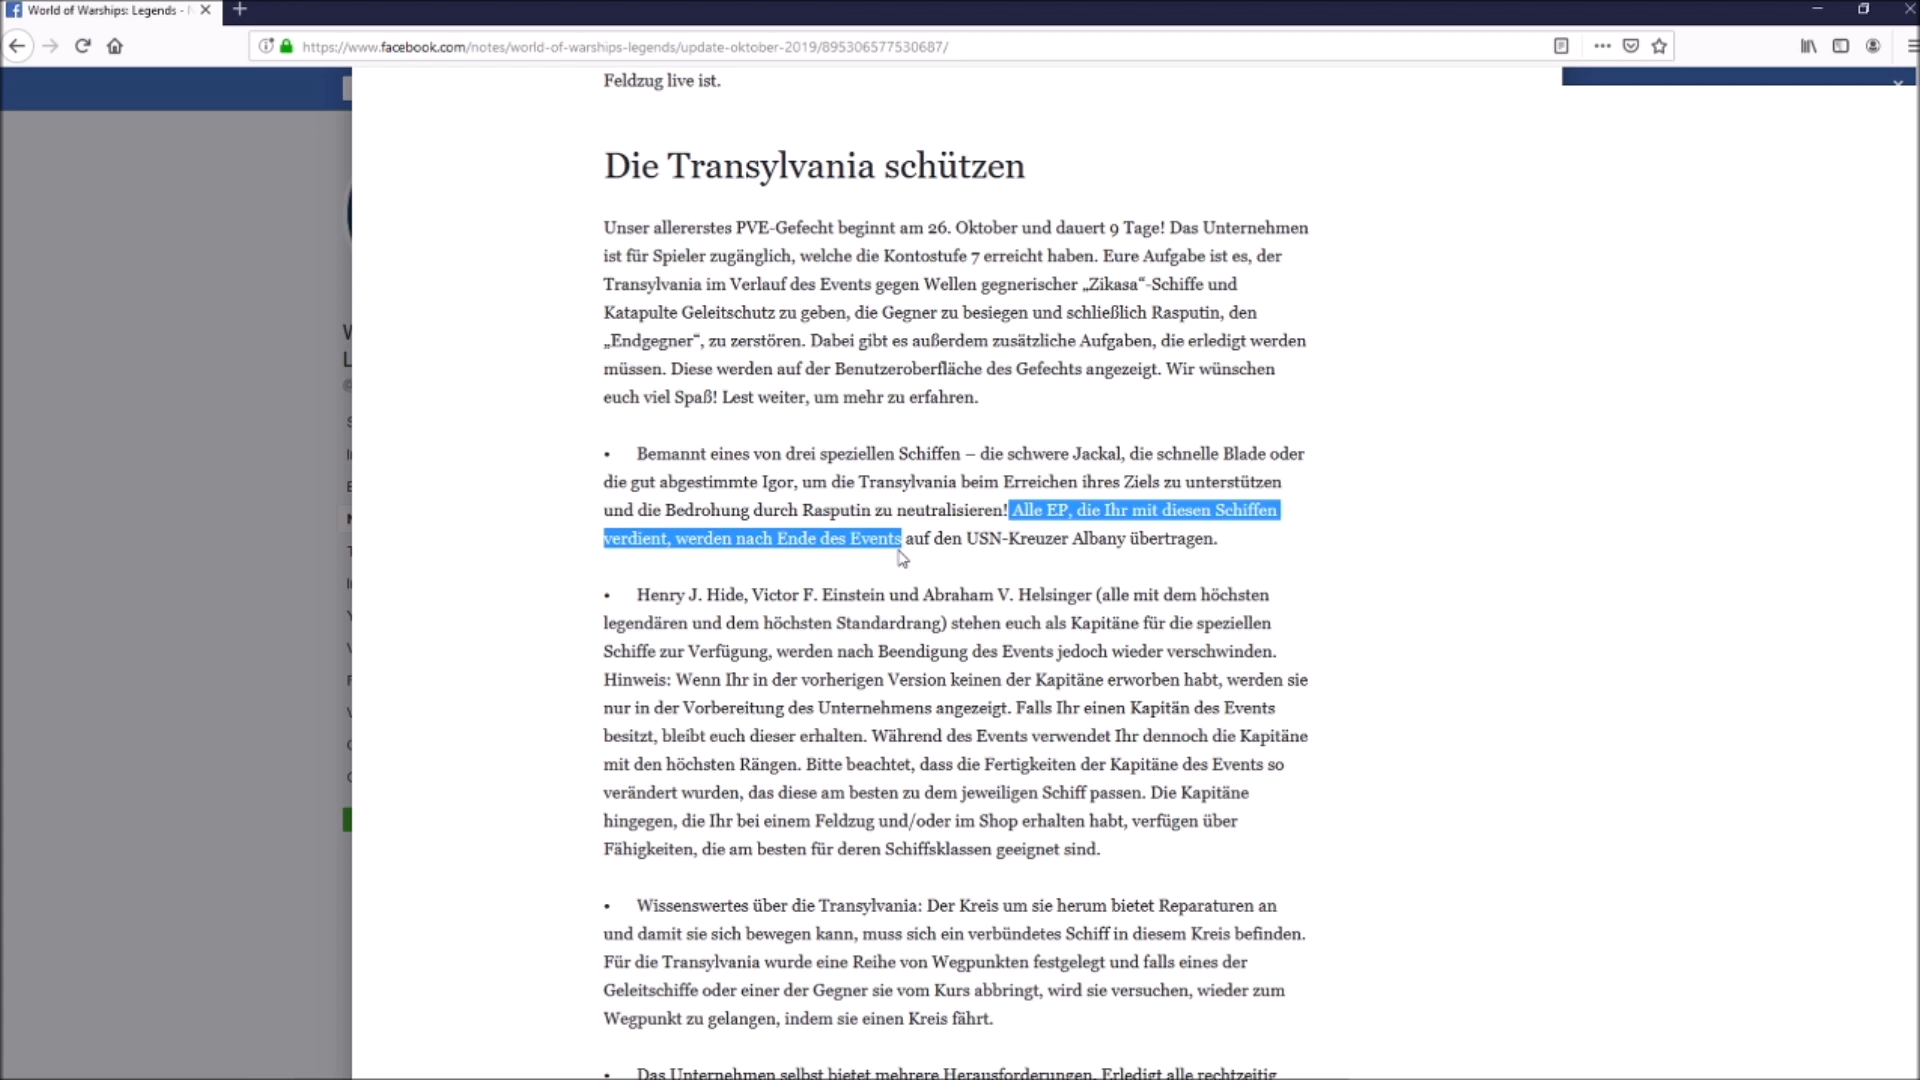 World of Warships: Legends -
https://www.facebook.com/notes/world-of-warships-legends/update-oktober-2019/895306577530687/
Feldzug live ist.
Die Transylvania schützen
Unser allererstes PVE-Gefecht beginnt am 26. Oktober und dauert 9 Tage! Das Unternehmen
ist für Spieler zugänglich, welche die Kontostufe 7 erreicht haben. Eure Aufgabe ist es, der
Transylvania im Verlauf des Events gegen Wellen gegnerischer „Zikasa“-Schiffe und
Katapulte Geleitschutz zu geben, die Gegner zu besiegen und schließlich Rasputin, den
„Endgegner“, zu zerstören. Dabei gibt es außerdem zusätzliche Aufgaben, die erledigt werden
müssen. Diese werden auf der Benutzeroberfläche des Gefechts angezeigt. Wir wünschen
euch viel Spaß! Lest weiter, um mehr zu erfahren.
• Bemannt eines von drei speziellen Schiffen – die schwere Jackal, die schnelle Blade oder
die gut abgestimmte Igor, um die Transylvania beim Erreichen ihres Ziels zu unterstützen
und die Bedrohung durch Rasputin zu neutralisieren! Alle EP, die Ihr mit diesen Schiffen
verdient, werden nach Ende des Events auf den USN-Kreuzer Albany übertragen.
• Henry J. Hide, Victor F. Einstein und Abraham V. Helsinger (alle mit dem höchsten
legendären und dem höchsten Standardrang) stehen euch als Kapitäne für die speziellen
Schiffe zur Verfügung, werden nach Beendigung des Events jedoch wieder verschwinden.
Hinweis: Wenn Ihr in der vorherigen Version keinen der Kapitäne erworben habt, werden sie
nur in der Vorbereitung des Unternehmens angezeigt. Falls Ihr einen Kapitän des Events
besitzt, bleibt euch dieser erhalten. Während des Events verwendet Ihr dennoch die Kapitäne
mit den höchsten Rängen. Bitte beachtet, dass die Fertigkeiten der Kapitäne des Events so
verändert wurden, das diese am besten zu dem jeweiligen Schiff passen. Die Kapitäne
hingegen, die Ihr bei einem Feldzug und/oder im Shop erhalten habt, verfügen über
Fähigkeiten, die am besten für deren Schiffsklassen geeignet sind.
• Wissenswertes über die Transylvania: Der Kreis um sie herum bietet Reparaturen an
und damit sie sich bewegen kann, muss sich ein verbündetes Schiff in diesem Kreis befinden.
Für die Transylvania wurde eine Reihe von Wegpunkten festgelegt und falls eines der
Geleitschiffe oder einer der Gegner sie vom Kurs abbringt, wird sie versuchen, wieder zum
Wegpunkt zu gelangen, indem sie einen Kreis fährt.
• Das Unternehmen selbst bietet mehrere Herausforderungen. Erledigt alle rechtzeitig